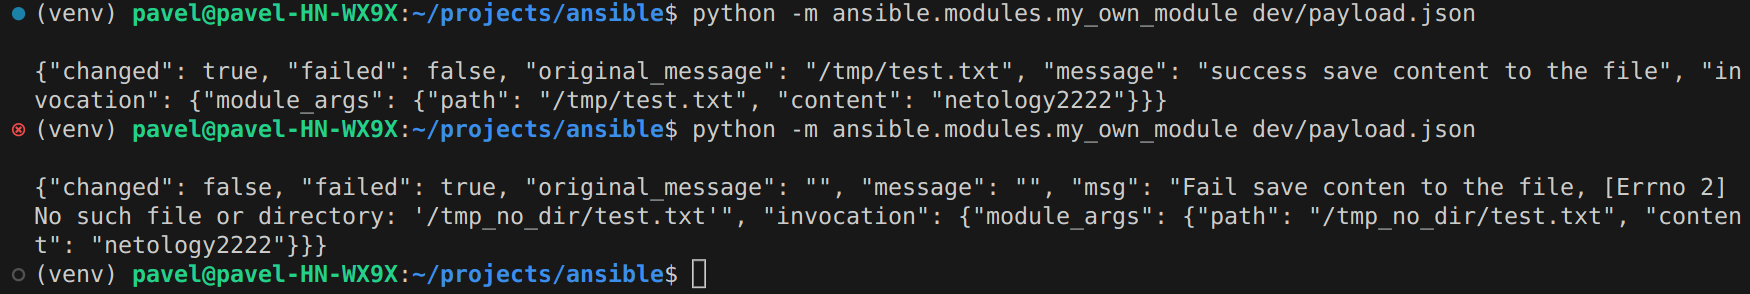 (venv) pavel@pavel-HN-WX9X:~/projects/ansible$ python -m ansible.modules.my_own_module dev/payload.json
{"changed": true, "failed": false, "original_message": "/tmp/test.txt", "message": "success save content to the file", "in
vocation": {"module_args": {"path": "/tmp/test.txt", "content": "netology2222"}}}
(venv) pavel@pavel-HN-WX9X:~/projects/ansible$ python -m ansible.modules.my_own_module dev/payload.json
{"changed": false, "failed": true, "original_message": "", "message": "", "msg": "Fail save conten to the file, [Errno 2]
No such file or directory: '/tmp_no_dir/test.txt'", "invocation": {"module_args": {"path": "/tmp_no_dir/test.txt", "conten
t": "netology2222"}}}
(venv) pavel@pavel-HN-WX9X:~/projects/ansible$